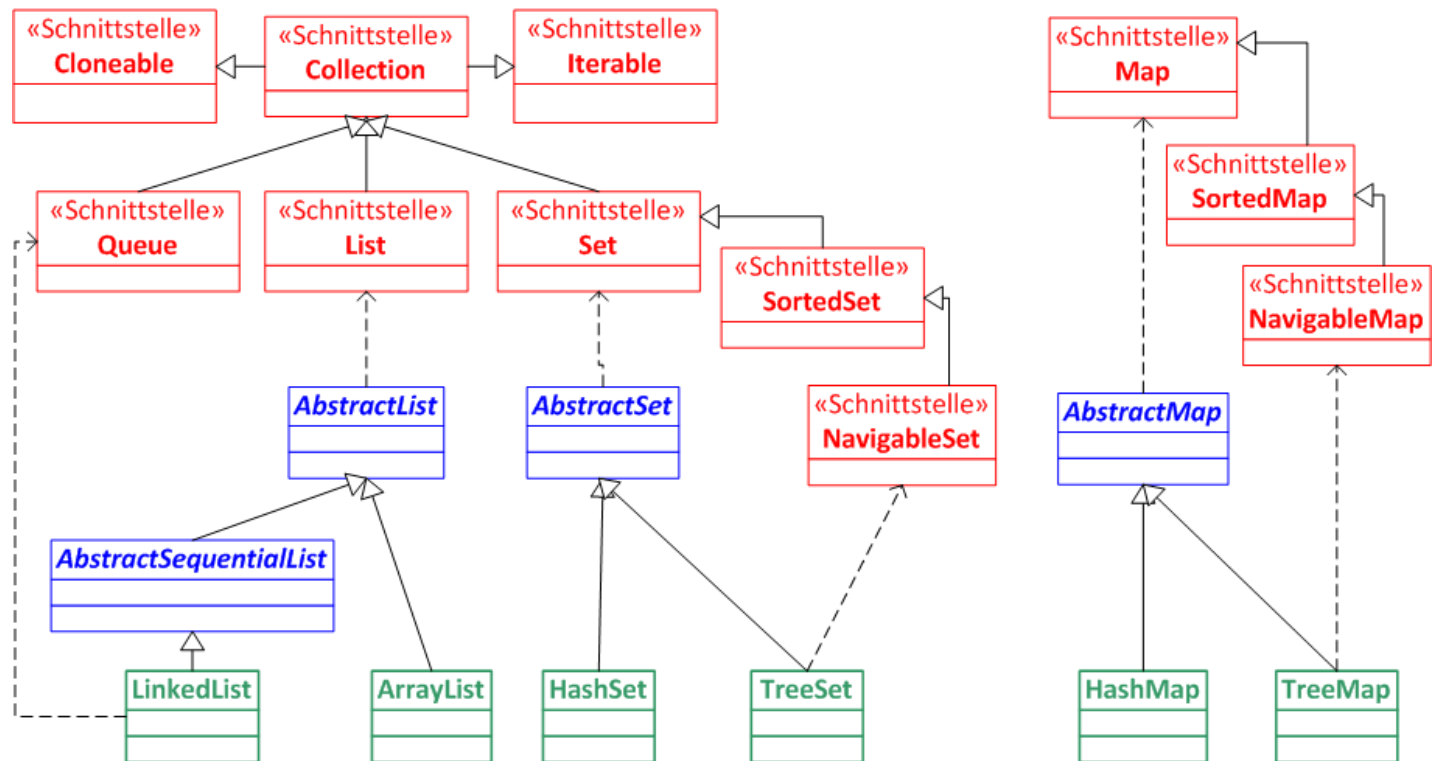 «Schnittstelle»
Cloneable
«Schnittstelle»
Collection
«Schnittstelle»
Iterable
«Schnittstelle»
Map
«Schnittstelle»
SortedMap
«Schnittstelle»
Queue
«Schnittstelle»
List
«Schnittstelle»
Set
«Schnittstelle»
SortedSet
«Schnittstelle»
NavigableMap
AbstractList
AbstractSet
«Schnittstelle»
NavigableSet
AbstractMap
AbstractSequentialList
LinkedList
ArrayList
HashSet
TreeSet
HashMap
TreeMap